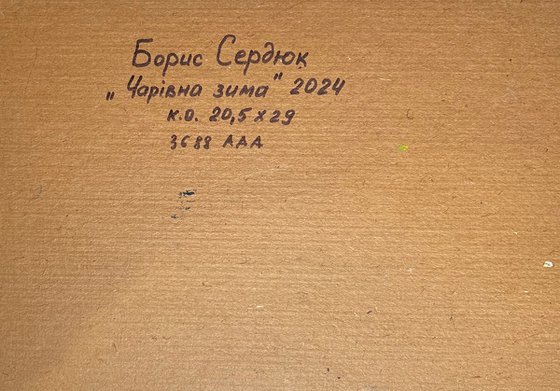 Борис Сердюк
„Чарівна зима" 2024
к.о. 20,5 х 29
3688 ААА